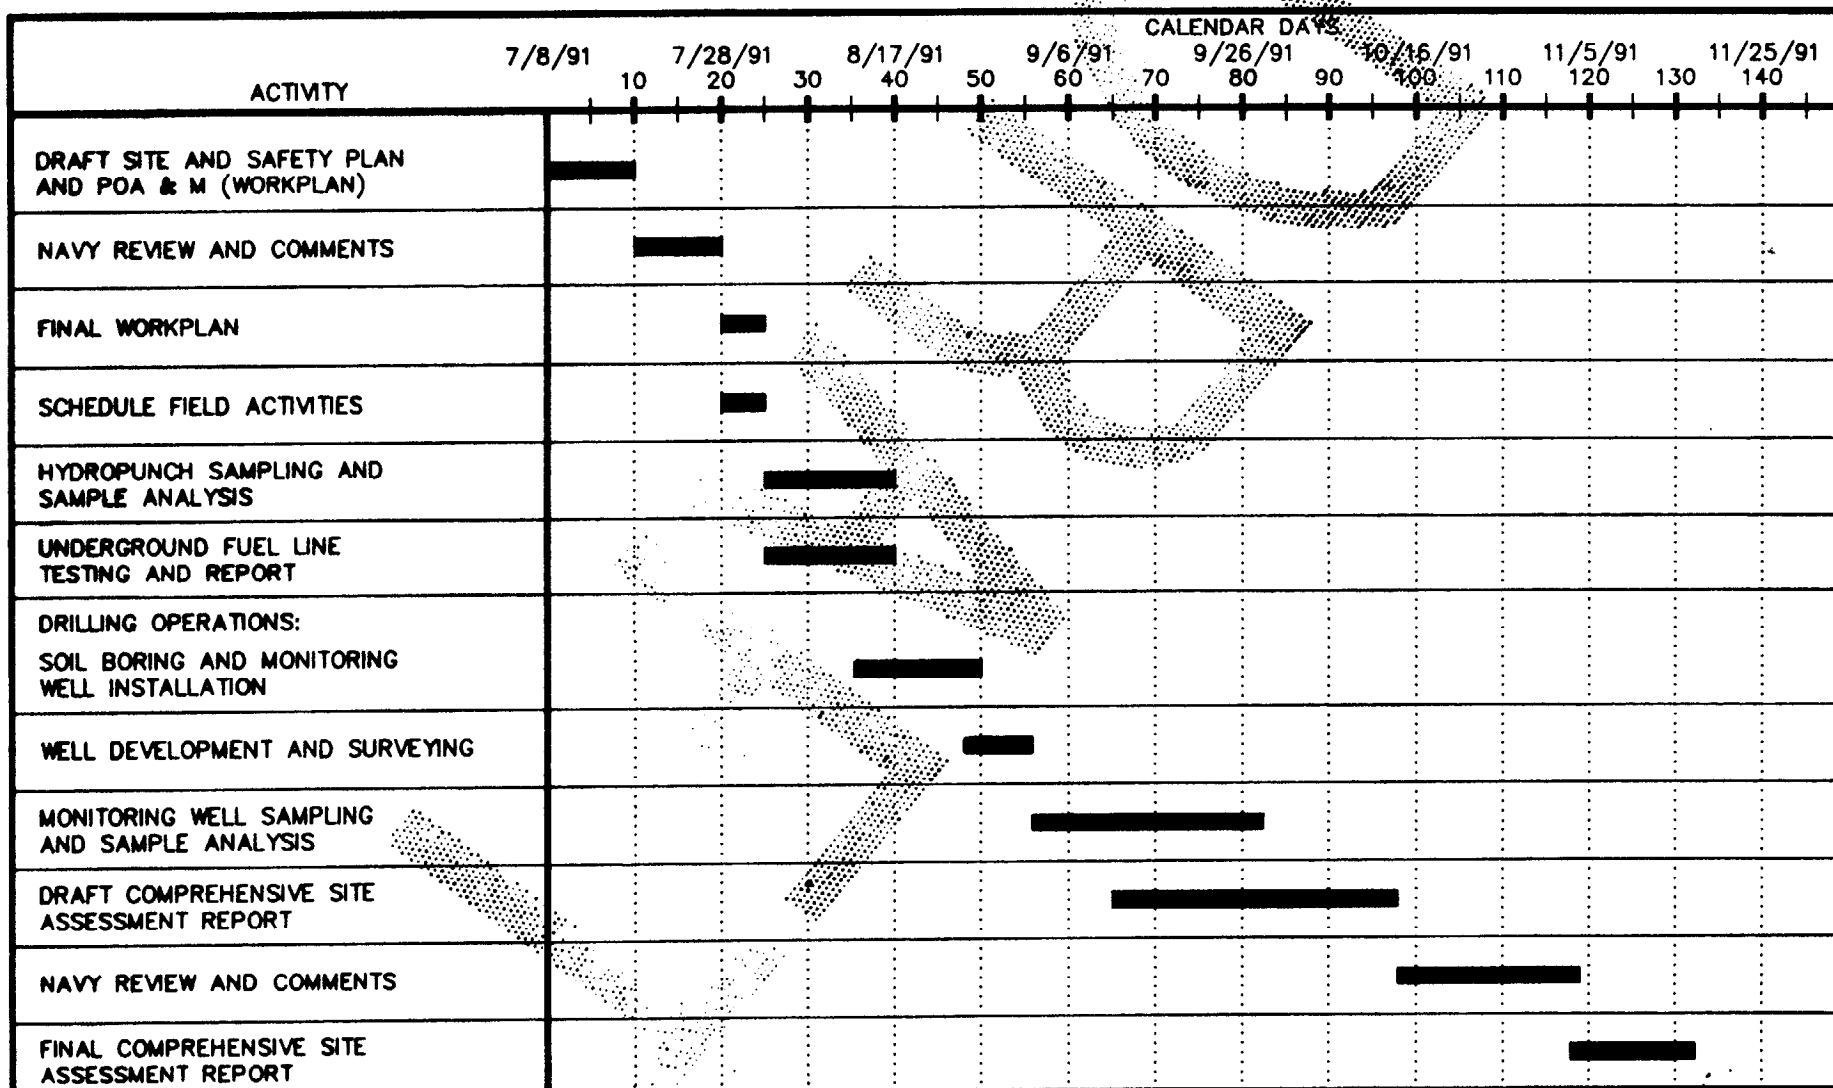 CALENDAR DAYS
7/8/91 7/28/91 8/17/91 9/6/91 9/26/91 10/16/91 11/5/91 11/25/91
ACTIVITY 10 20 30 40 50 60 70 80 90 100 110 120 130 140
DRAFT SITE AND SAFETY PLAN
AND POA & M (WORKPLAN)
NAVY REVIEW AND COMMENTS
FINAL WORKPLAN
SCHEDULE FIELD ACTIVITIES
HYDROPUNCH SAMPLING AND
SAMPLE ANALYSIS
UNDERGROUND FUEL LINE
TESTING AND REPORT
DRILLING OPERATIONS:
SOIL BORING AND MONITORING
WELL INSTALLATION
WELL DEVELOPMENT AND SURVEYING
MONITORING WELL SAMPLING
AND SAMPLE ANALYSIS
DRAFT COMPREHENSIVE SITE
ASSESSMENT REPORT
NAVY REVIEW AND COMMENTS
FINAL COMPREHENSIVE SITE
ASSESSMENT REPORT